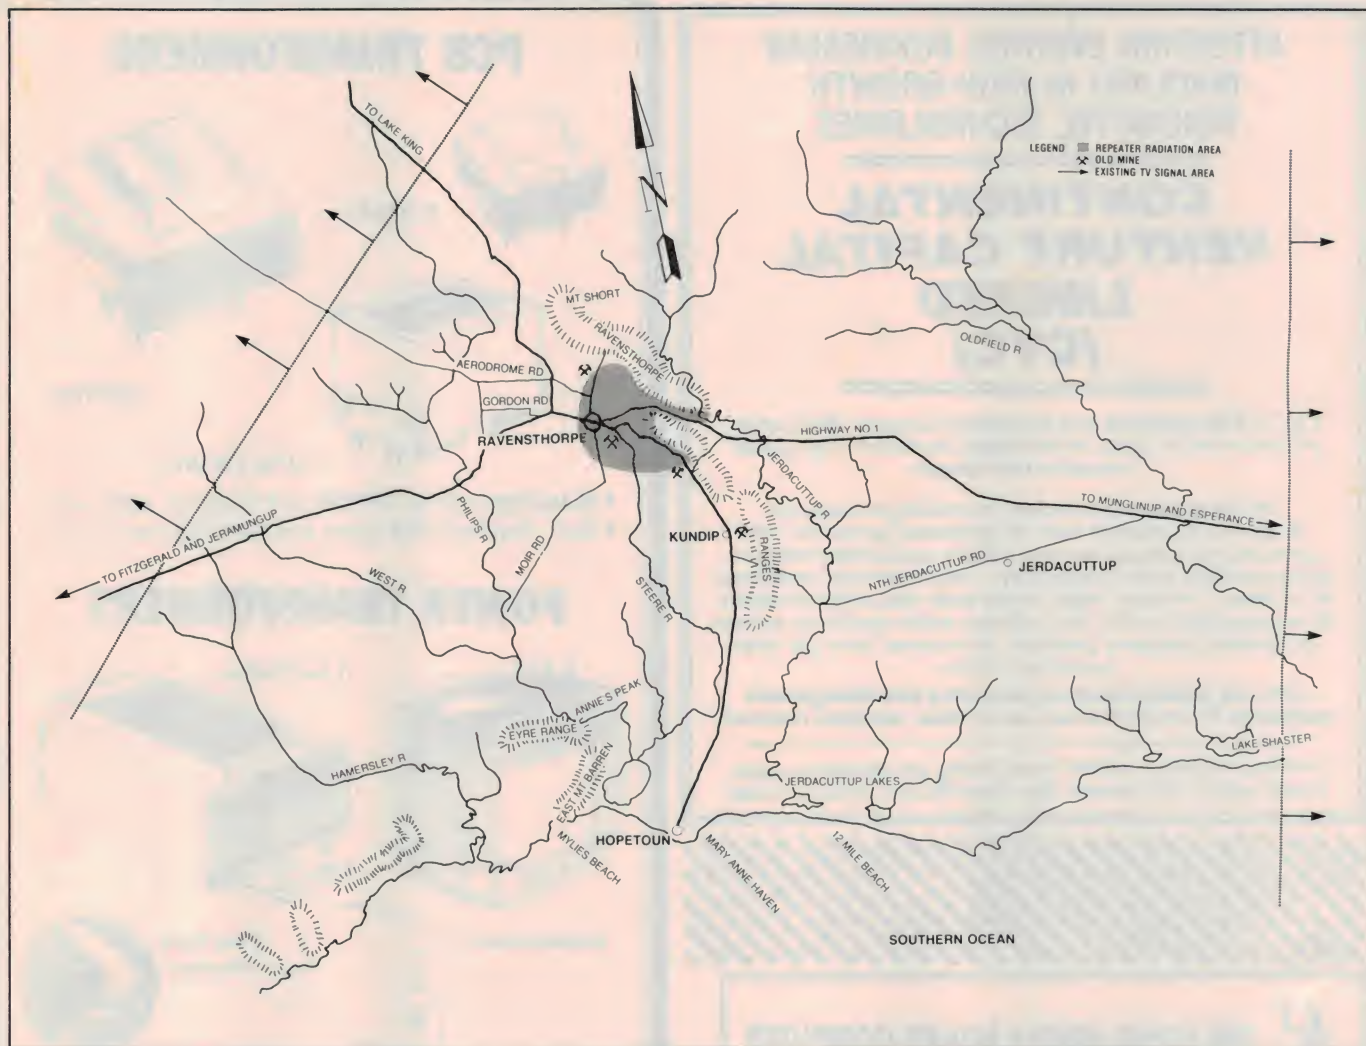 LEGEND REPEATER RADIATION AREA
OLD MINE
EXISTING TV SIGNAL AREA
TO LAKE KING
N
MT SHORT
RAVENSTHORPE
OLDFIELD R
AERODROME RD
GORDON RD
RAVENSTHORPE
HIGHWAY NO 1
JERDACUTTUP R
TO MUNGLINUP AND ESPERANCE
PHILIPS R
TO FITZGERALD AND JERAMUNGUP
MOIR RD
KUNDIP
RANGES
NTH JERDACUTTUP RD
JERDACUTTUP
WEST R
STEERE R
ANNIE'S PEAK
EYRE RANGE
HAMERSLEY R
EAST MT BARREN
JERDACUTTUP LAKES
LAKE SHASTER
HOPETOUN
MYLIES BEACH
MARY ANNE HAVEN
12 MILE BEACH
SOUTHERN OCEAN